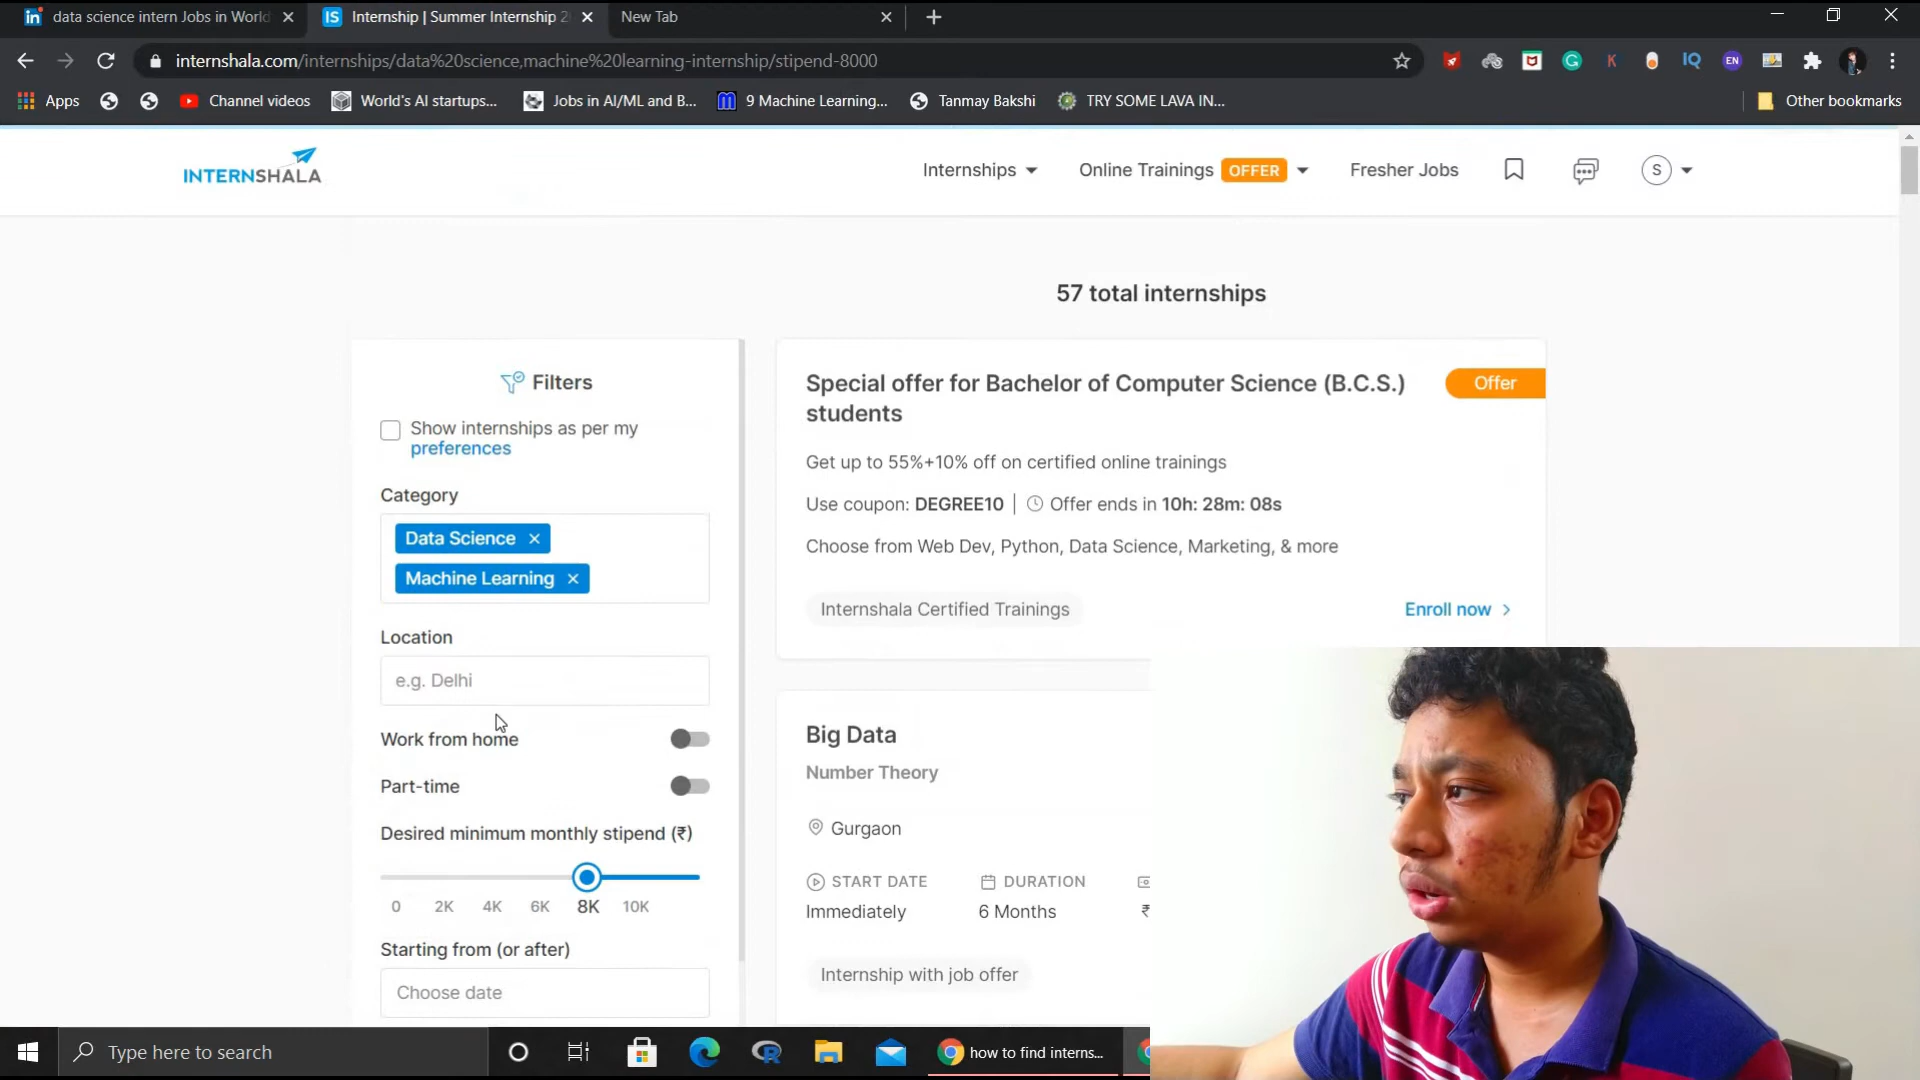 data science intern Jobs in World
Internship | Summer Internship 2
New Tab
internshala.com/internships/data%20science,machine%20learning-internship/stipend-8000
Apps
Channel videos
World's AI startups...
Jobs in AI/ML and B...
9 Machine Learning...
Tanmay Bakshi
TRY SOME LAVA IN...
Other bookmarks
INTERNSHALA
Internships
Online Trainings OFFER
Fresher Jobs
S
57 total internships
Filters
Show internships as per my
preferences
Category
Data Science ×
Machine Learning ×
Location
e.g. Delhi
Work from home
Part-time
Desired minimum monthly stipend (₹)
0 2K 4K 6K 8K 10K
Starting from (or after)
Choose date
Special offer for Bachelor of Computer Science (B.C.S.)
students
Offer
Get up to 55%+10% off on certified online trainings
Use coupon: DEGREE10 | Offer ends in 10h: 28m: 08s
Choose from Web Dev, Python, Data Science, Marketing, & more
Internshala Certified Trainings
Enroll now >
Big Data
Number Theory
Gurgaon
START DATE DURATION
Immediately 6 Months ₹
Internship with job offer
Type here to search
how to find interns...